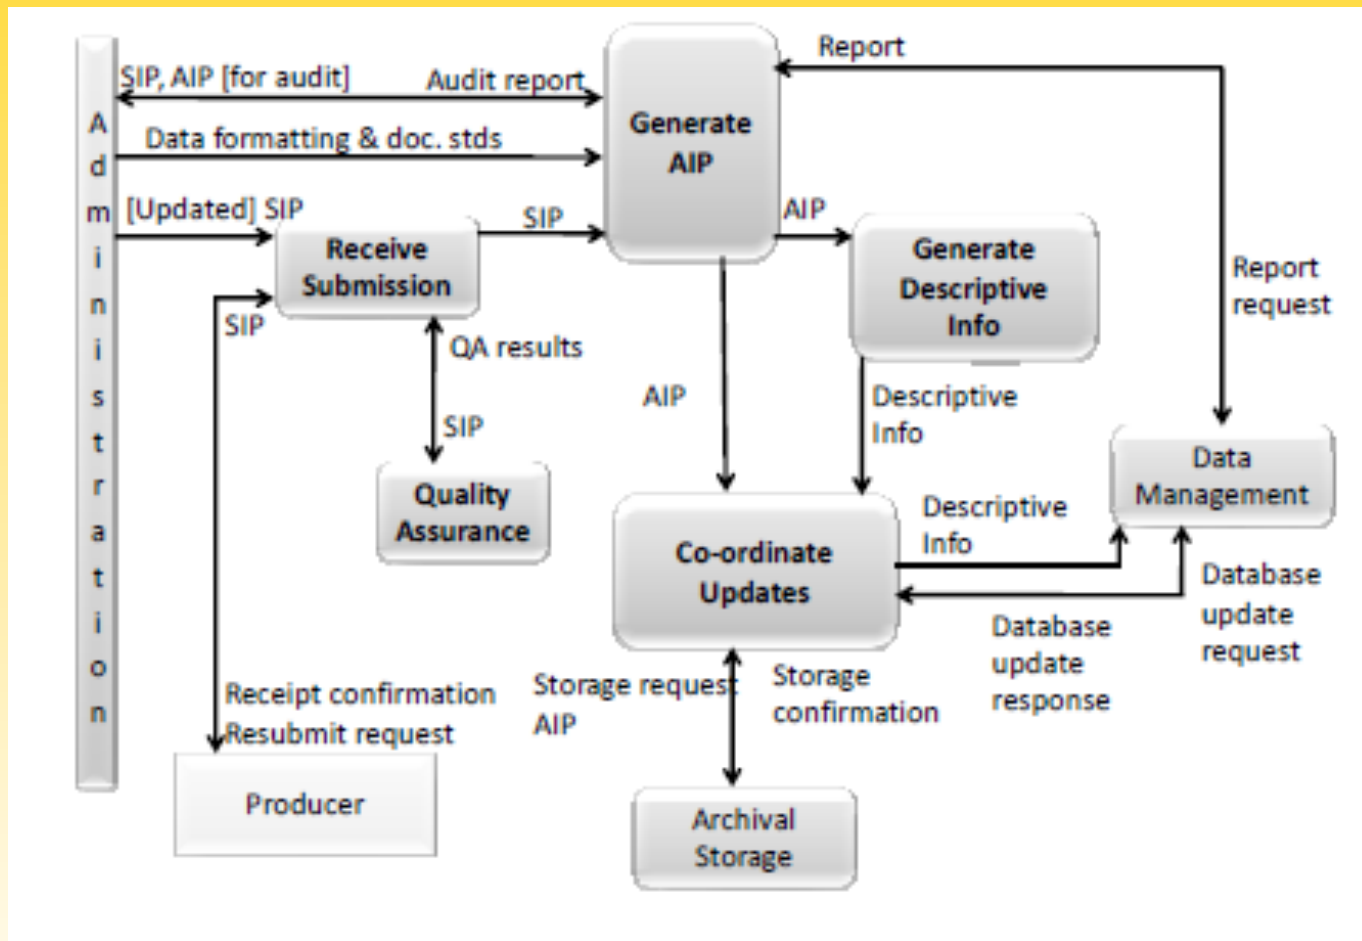 Administration
SIP, AIP [for audit]
Audit report
Data formatting & doc. stds
[Updated] SIP
Receive
Submission
SIP
Generate
AIP
Report
AIP
Generate
Descriptive
Info
Report
request
SIP
QA results
SIP
Quality
Assurance
AIP
Descriptive
Info
Data
Management
Co-ordinate
Updates
Descriptive
Info
Database
update
request
Database
update
response
Storage request
AIP
Storage
confirmation
Receipt confirmation
Resubmit request
Producer
Archival
Storage